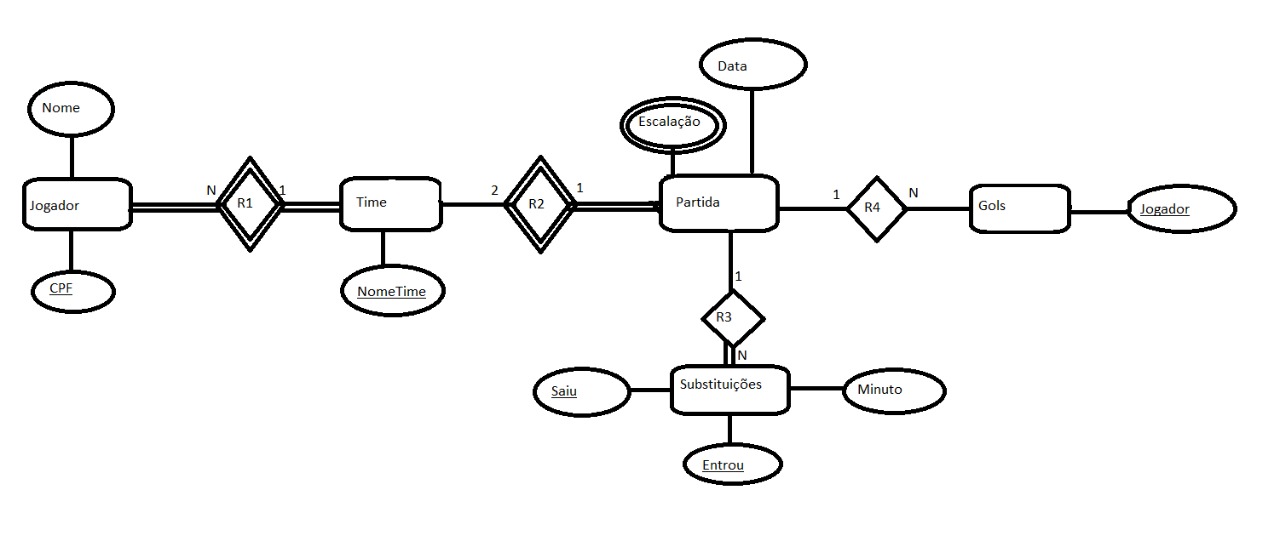 Data
Nome
Escalação
Jogador
N
R1
1
Time
2
R2
1
Partida
1
R4
N
Gols
Jogador
CPF
NomeTime
1
R3
N
Saiu
Substituições
Minuto
Entrou